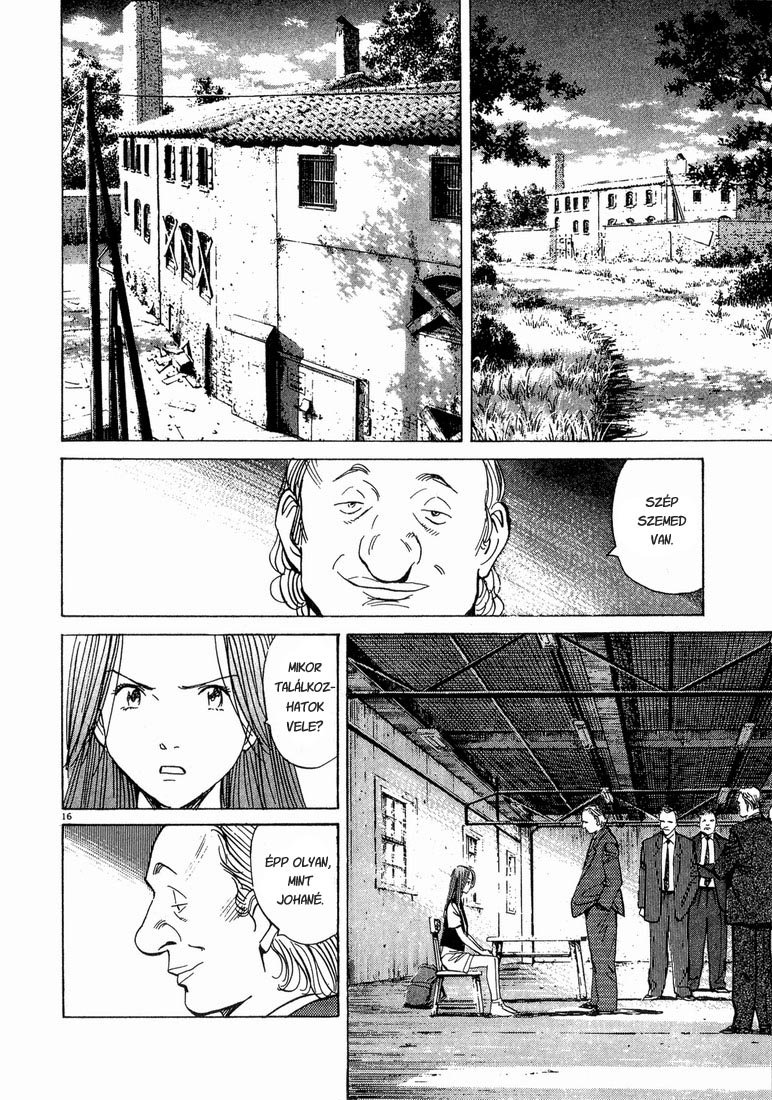 SZÉP
SZEMED
VAN.
MIKOR
TALÁLKOZ-
HATOK
VELE?
16
ÉPP OLYAN,
MINT
JOHANÉ.